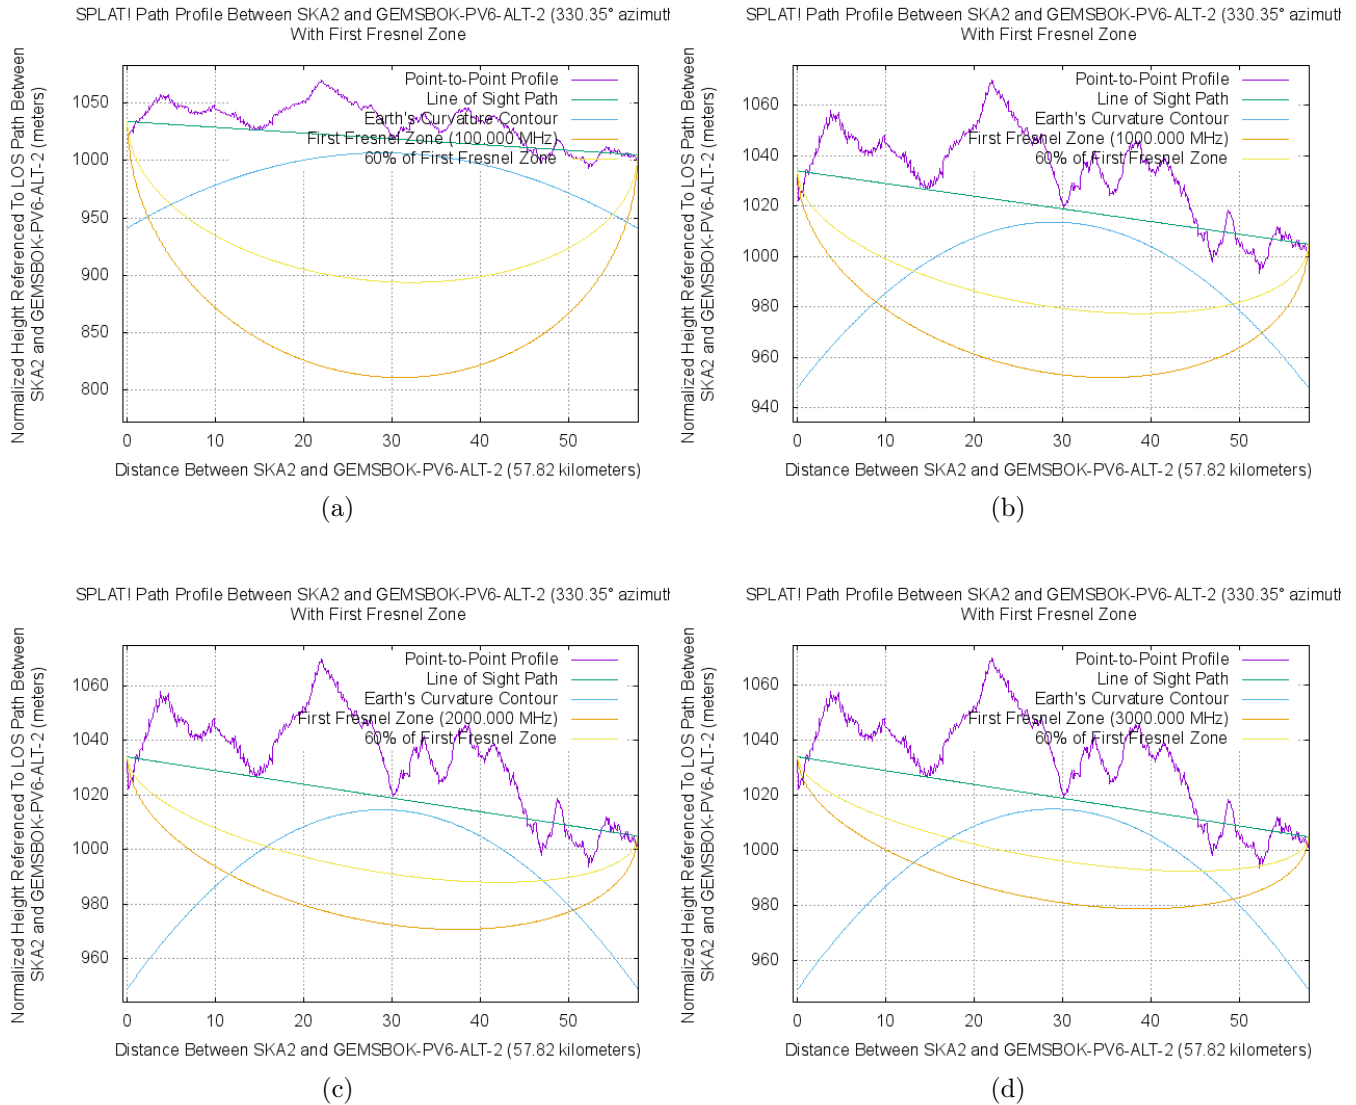 SPLAT! Path Profile Between SKA2 and GEMSBOK-PV6-ALT-2 (330.35° azimuth
With First Fresnel Zone
Normalized Height Referenced To LOS Path Between
SKA2 and GEMSBOK-PV6-ALT-2 (meters)
Point-to-Point Profile
Line of Sight Path
Earth's Curvature Contour
First Fresnel Zone (100.000 MHz)
60% of First Fresnel Zone
1050
1000
950
900
850
800
0 10 20 30 40 50
Distance Between SKA2 and GEMSBOK-PV6-ALT-2 (57.82 kilometers)
(a)
SPLAT! Path Profile Between SKA2 and GEMSBOK-PV6-ALT-2 (330.35° azimuth
With First Fresnel Zone
Normalized Height Referenced To LOS Path Between
SKA2 and GEMSBOK-PV6-ALT-2 (meters)
Point-to-Point Profile
Line of Sight Path
Earth's Curvature Contour
First Fresnel Zone (1000.000 MHz)
60% of First Fresnel Zone
1060
1040
1020
1000
980
960
940
0 10 20 30 40 50
Distance Between SKA2 and GEMSBOK-PV6-ALT-2 (57.82 kilometers)
(b)
SPLAT! Path Profile Between SKA2 and GEMSBOK-PV6-ALT-2 (330.35° azimuth
With First Fresnel Zone
Normalized Height Referenced To LOS Path Between
SKA2 and GEMSBOK-PV6-ALT-2 (meters)
Point-to-Point Profile
Line of Sight Path
Earth's Curvature Contour
First Fresnel Zone (2000.000 MHz)
60% of First Fresnel Zone
1060
1040
1020
1000
980
960
0 10 20 30 40 50
Distance Between SKA2 and GEMSBOK-PV6-ALT-2 (57.82 kilometers)
(c)
SPLAT! Path Profile Between SKA2 and GEMSBOK-PV6-ALT-2 (330.35° azimuth
With First Fresnel Zone
Normalized Height Referenced To LOS Path Between
SKA2 and GEMSBOK-PV6-ALT-2 (meters)
Point-to-Point Profile
Line of Sight Path
Earth's Curvature Contour
First Fresnel Zone (3000.000 MHz)
60% of First Fresnel Zone
1060
1040
1020
1000
980
960
0 10 20 30 40 50
Distance Between SKA2 and GEMSBOK-PV6-ALT-2 (57.82 kilometers)
(d)